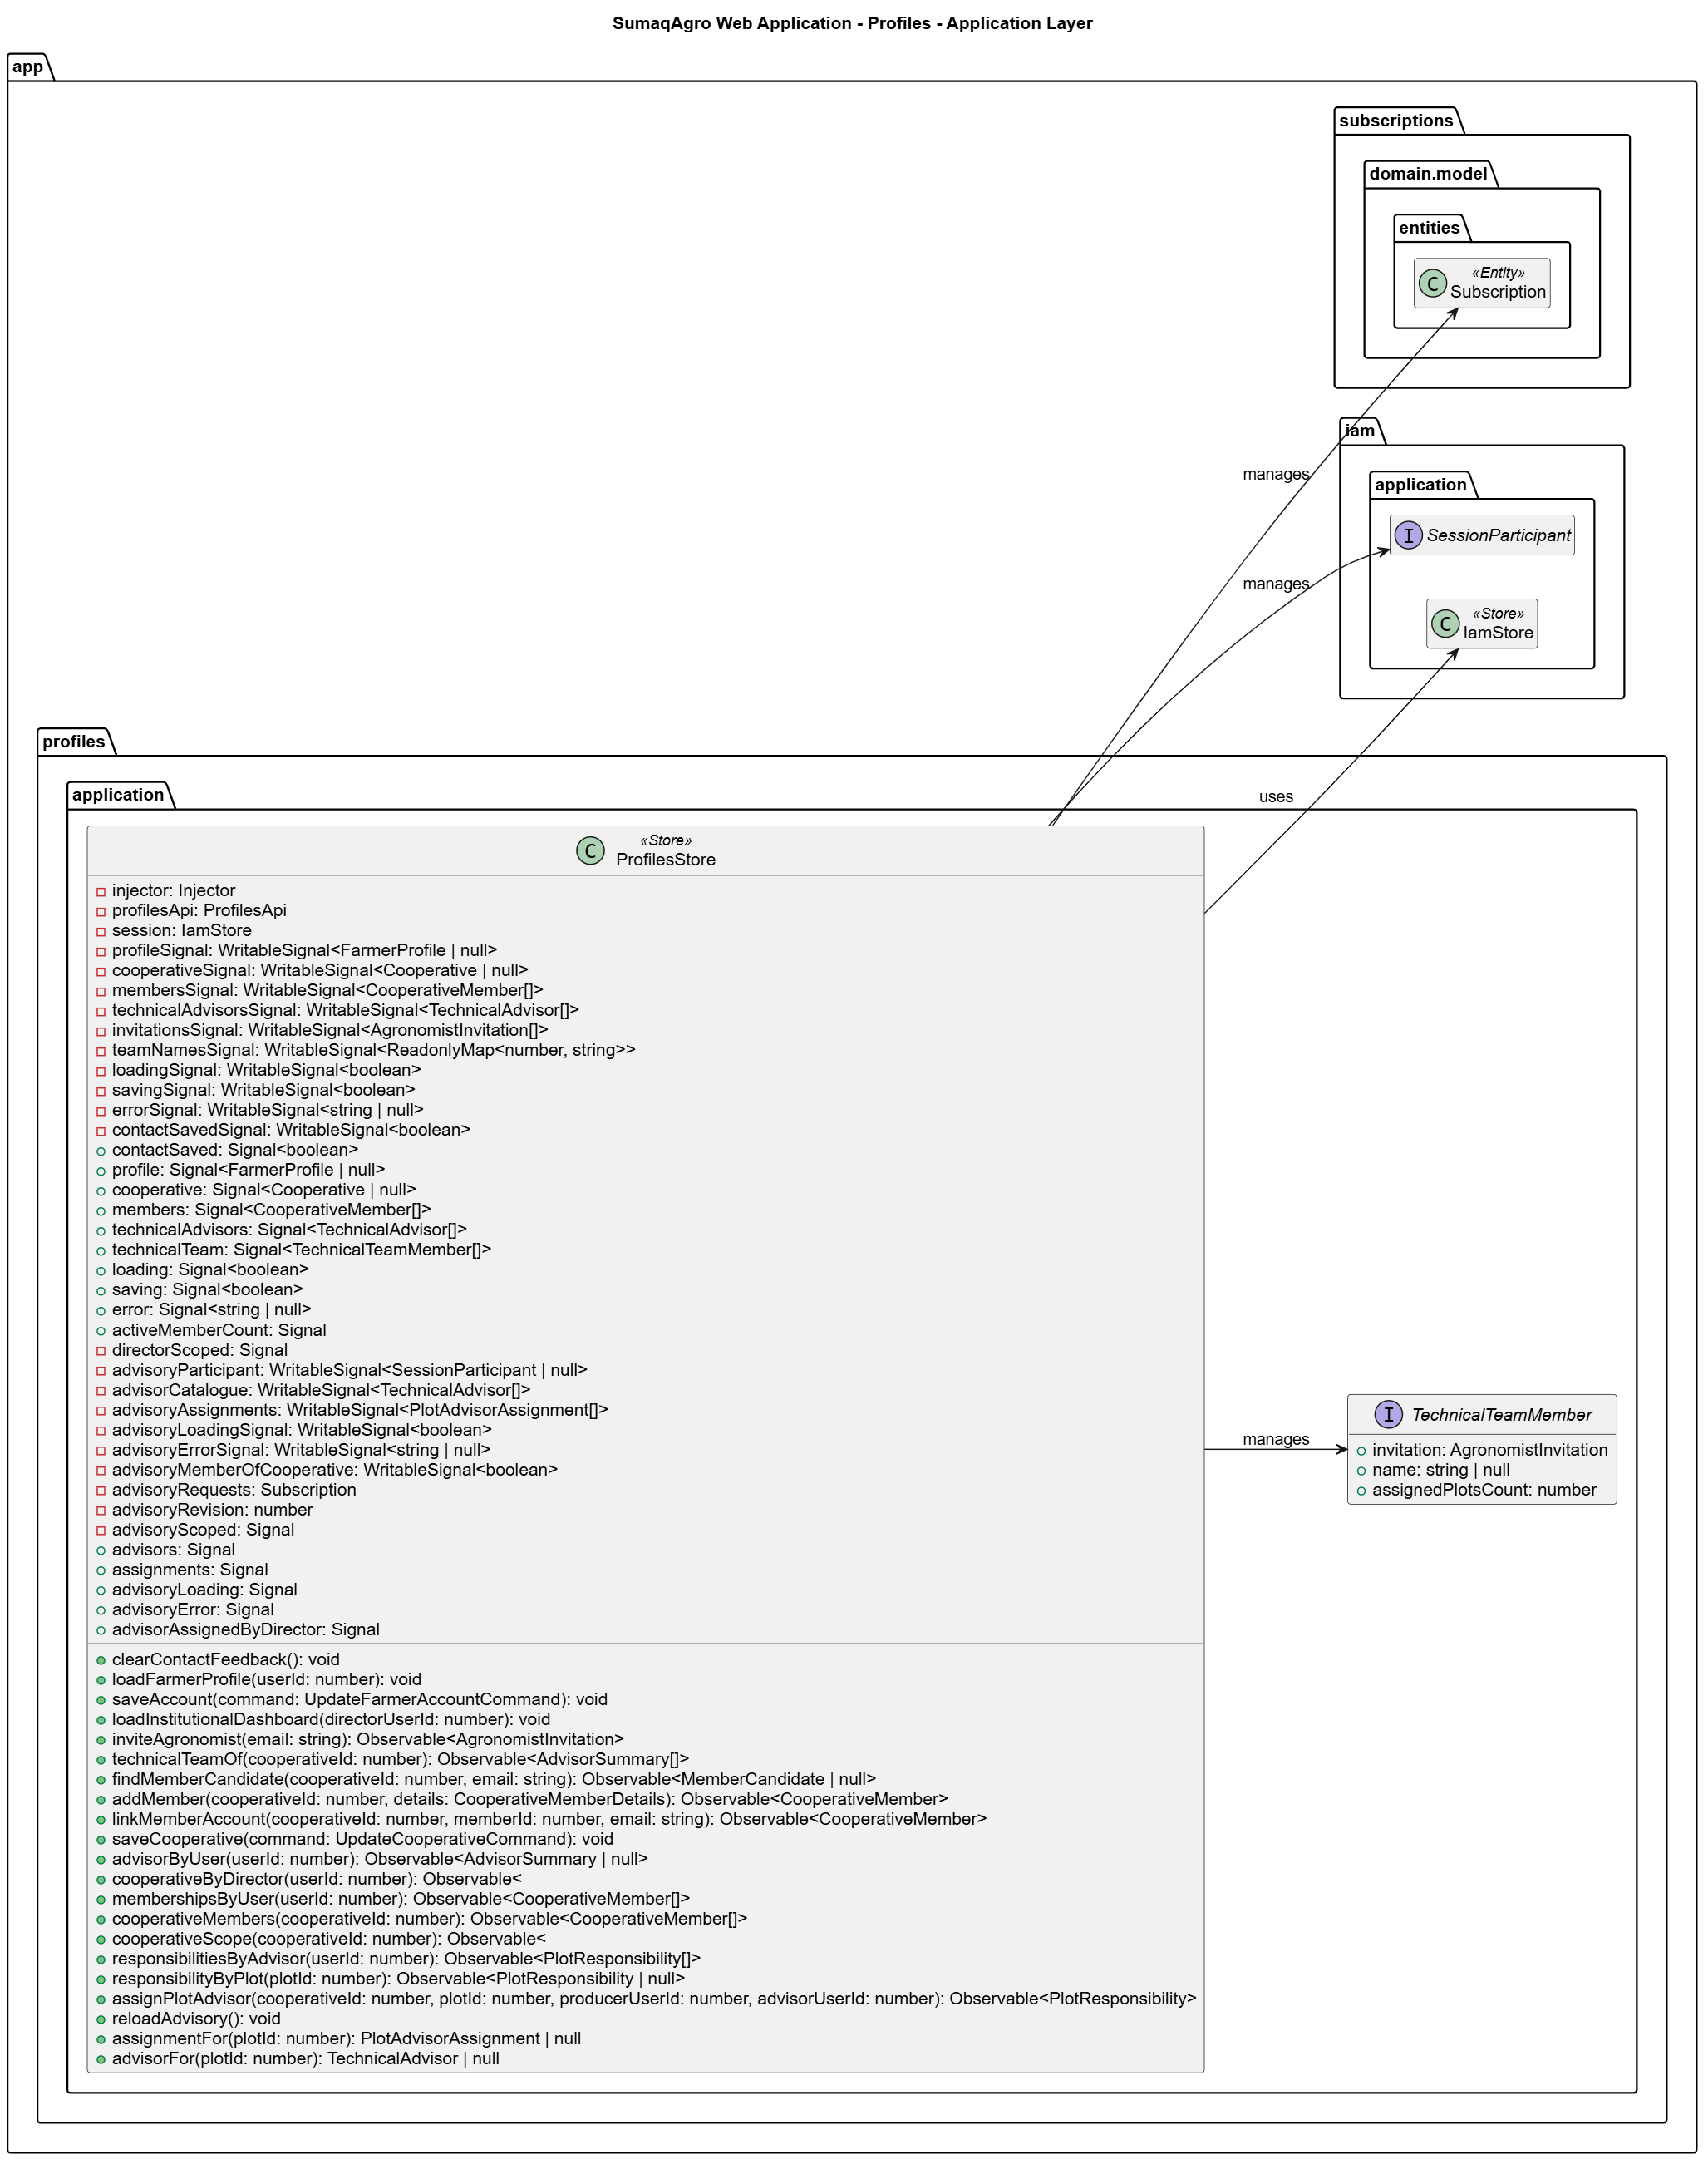 SumaqAgro Web Application - Profiles - Application Layer
app
subscriptions
domain.model
entities
«Entity»
Subscription
iam
manages
application
SessionParticipant
manages
«Store»
IamStore
profiles
application
uses
«Store»
ProfilesStore
injector: Injector
profilesApi: ProfilesApi
session: IamStore
profileSignal: WritableSignal<FarmerProfile | null>
cooperativeSignal: WritableSignal<Cooperative | null>
membersSignal: WritableSignal<CooperativeMember[]>
technicalAdvisorsSignal: WritableSignal<TechnicalAdvisor[]>
invitationsSignal: WritableSignal<AgronomistInvitation[]>
teamNamesSignal: WritableSignal<ReadonlyMap<number, string>>
loadingSignal: WritableSignal<boolean>
savingSignal: WritableSignal<boolean>
errorSignal: WritableSignal<string | null>
contactSavedSignal: WritableSignal<boolean>
contactSaved: Signal<boolean>
profile: Signal<FarmerProfile | null>
cooperative: Signal<Cooperative | null>
members: Signal<CooperativeMember[]>
technicalAdvisors: Signal<TechnicalAdvisor[]>
technicalTeam: Signal<TechnicalTeamMember[]>
loading: Signal<boolean>
saving: Signal<boolean>
error: Signal<string | null>
activeMemberCount: Signal
directorScoped: Signal
advisoryParticipant: WritableSignal<SessionParticipant | null>
advisorCatalogue: WritableSignal<TechnicalAdvisor[]>
advisoryAssignments: WritableSignal<PlotAdvisorAssignment[]>
advisoryLoadingSignal: WritableSignal<boolean>
advisoryErrorSignal: WritableSignal<string | null>
advisoryMemberOfCooperative: WritableSignal<boolean>
advisoryRequests: Subscription
advisoryRevision: number
advisoryScoped: Signal
advisors: Signal
assignments: Signal
advisoryLoading: Signal
advisoryError: Signal
advisorAssignedByDirector: Signal
manages
TechnicalTeamMember
invitation: AgronomistInvitation
name: string | null
assignedPlotsCount: number
clearContactFeedback(): void
loadFarmerProfile(userId: number): void
saveAccount(command: UpdateFarmerAccountCommand): void
loadInstitutionalDashboard(directorUserId: number): void
inviteAgronomist(email: string): Observable<AgronomistInvitation>
technicalTeamOf(cooperativeId: number): Observable<AdvisorSummary[]>
findMemberCandidate(cooperativeId: number, email: string): Observable<MemberCandidate | null>
addMember(cooperativeId: number, details: CooperativeMemberDetails): Observable<CooperativeMember>
linkMemberAccount(cooperativeId: number, memberId: number, email: string): Observable<CooperativeMember>
saveCooperative(command: UpdateCooperativeCommand): void
advisorByUser(userId: number): Observable<AdvisorSummary | null>
cooperativeByDirector(userId: number): Observable<
membershipsByUser(userId: number): Observable<CooperativeMember[]>
cooperativeMembers(cooperativeId: number): Observable<CooperativeMember[]>
cooperativeScope(cooperativeId: number): Observable<
responsibilitiesByAdvisor(userId: number): Observable<PlotResponsibility[]>
responsibilityByPlot(plotId: number): Observable<PlotResponsibility | null>
assignPlotAdvisor(cooperativeId: number, plotId: number, producerUserId: number, advisorUserId: number): Observable<PlotResponsibility>
reloadAdvisory(): void
assignmentFor(plotId: number): PlotAdvisorAssignment | null
advisorFor(plotId: number): TechnicalAdvisor | null